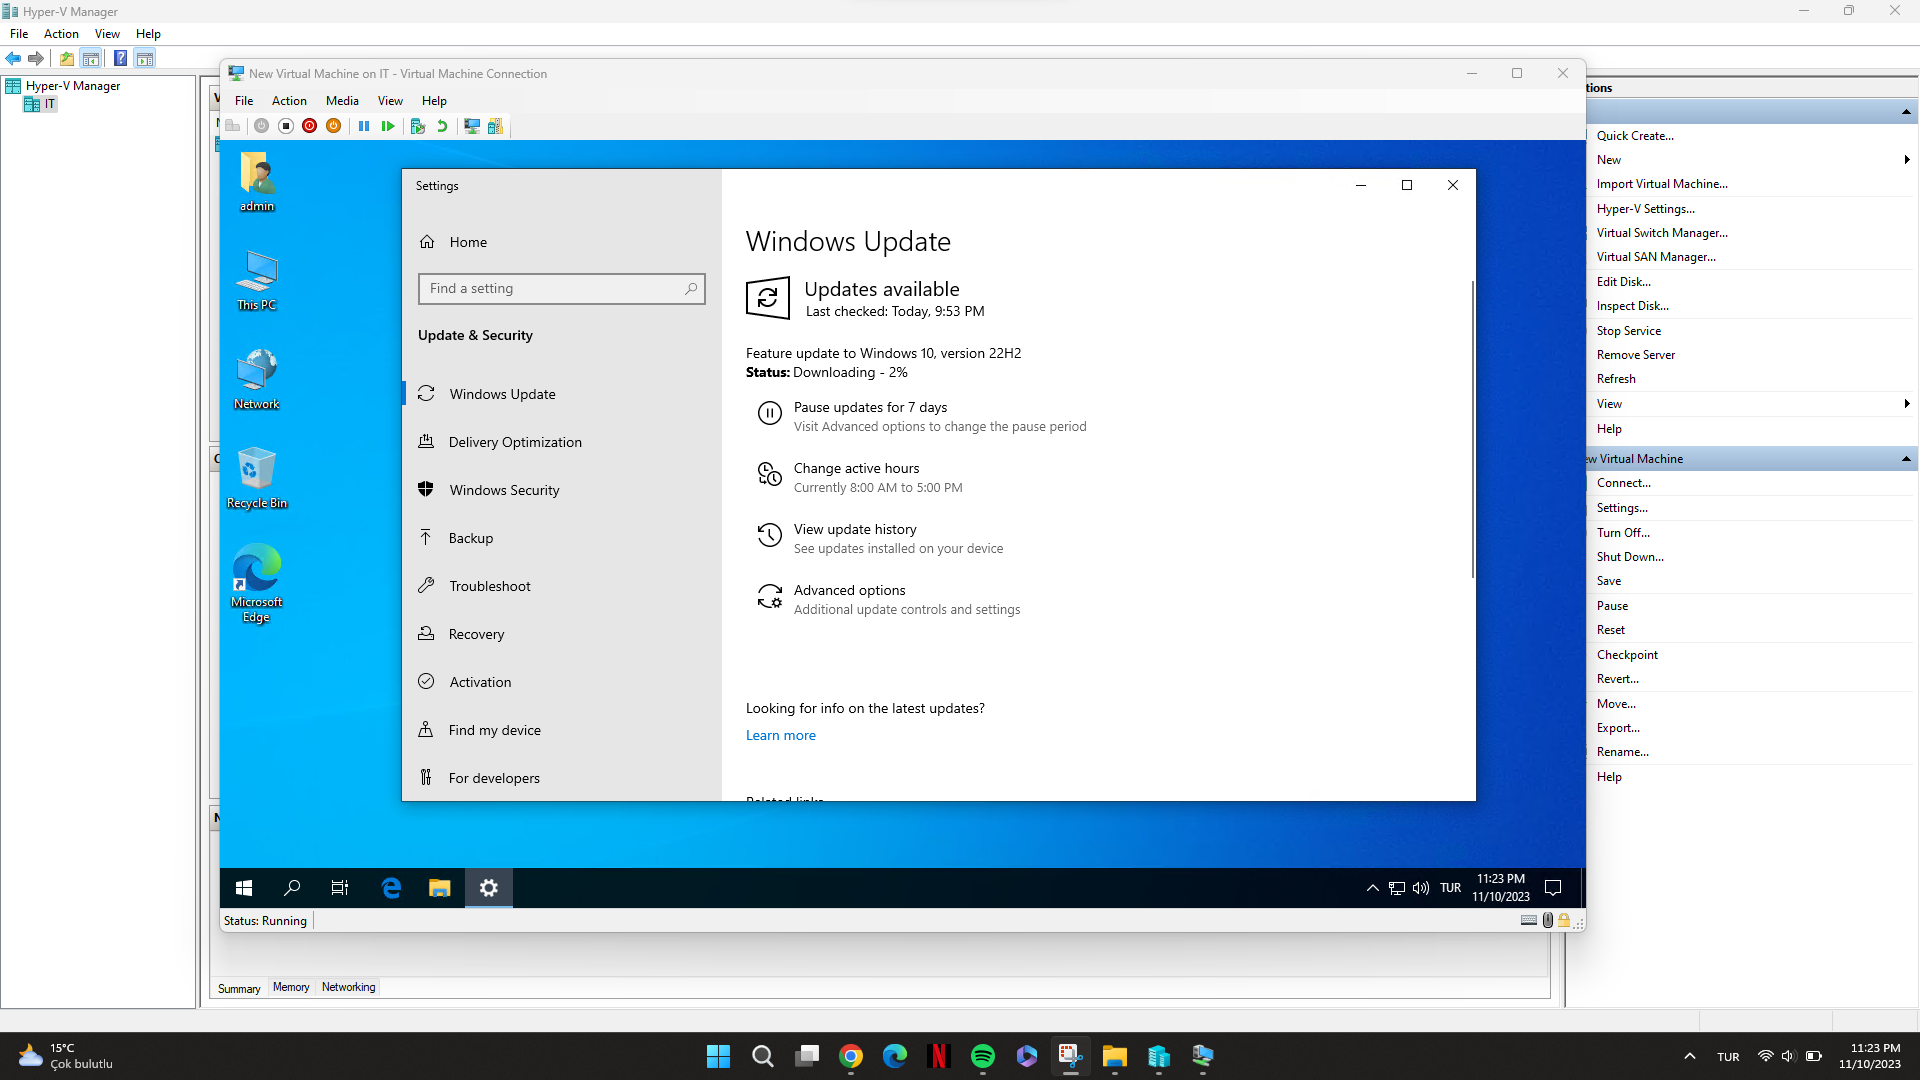 Hyper-V Manager
File Action View Help
Hyper-V Manager
IT
New Virtual Machine on IT - Virtual Machine Connection
File Action Media View Help
admin
This PC
Network
Recycle Bin
Microsoft
Edge
Settings
Home
Find a setting
Update & Security
Windows Update
Delivery Optimization
Windows Security
Backup
Troubleshoot
Recovery
Activation
Find my device
For developers
Windows Update
Updates available
Last checked: Today, 9:53 PM
Feature update to Windows 10, version 22H2
Status: Downloading - 2%
Pause updates for 7 days
Visit Advanced options to change the pause period
Change active hours
Currently 8:00 AM to 5:00 PM
View update history
See updates installed on your device
Advanced options
Additional update controls and settings
Looking for info on the latest updates?
Learn more
Related links
TUR
11:23 PM
11/10/2023
Status: Running
Summary Memory Networking
tions
Quick Create...
New
Import Virtual Machine...
Hyper-V Settings...
Virtual Switch Manager...
Virtual SAN Manager...
Edit Disk...
Inspect Disk...
Stop Service
Remove Server
Refresh
View
Help
ew Virtual Machine
Connect...
Settings...
Turn Off...
Shut Down...
Save
Pause
Reset
Checkpoint
Revert...
Move...
Export...
Rename...
Help
15°C
Çok bulutlu
TUR
11:23 PM
11/10/2023